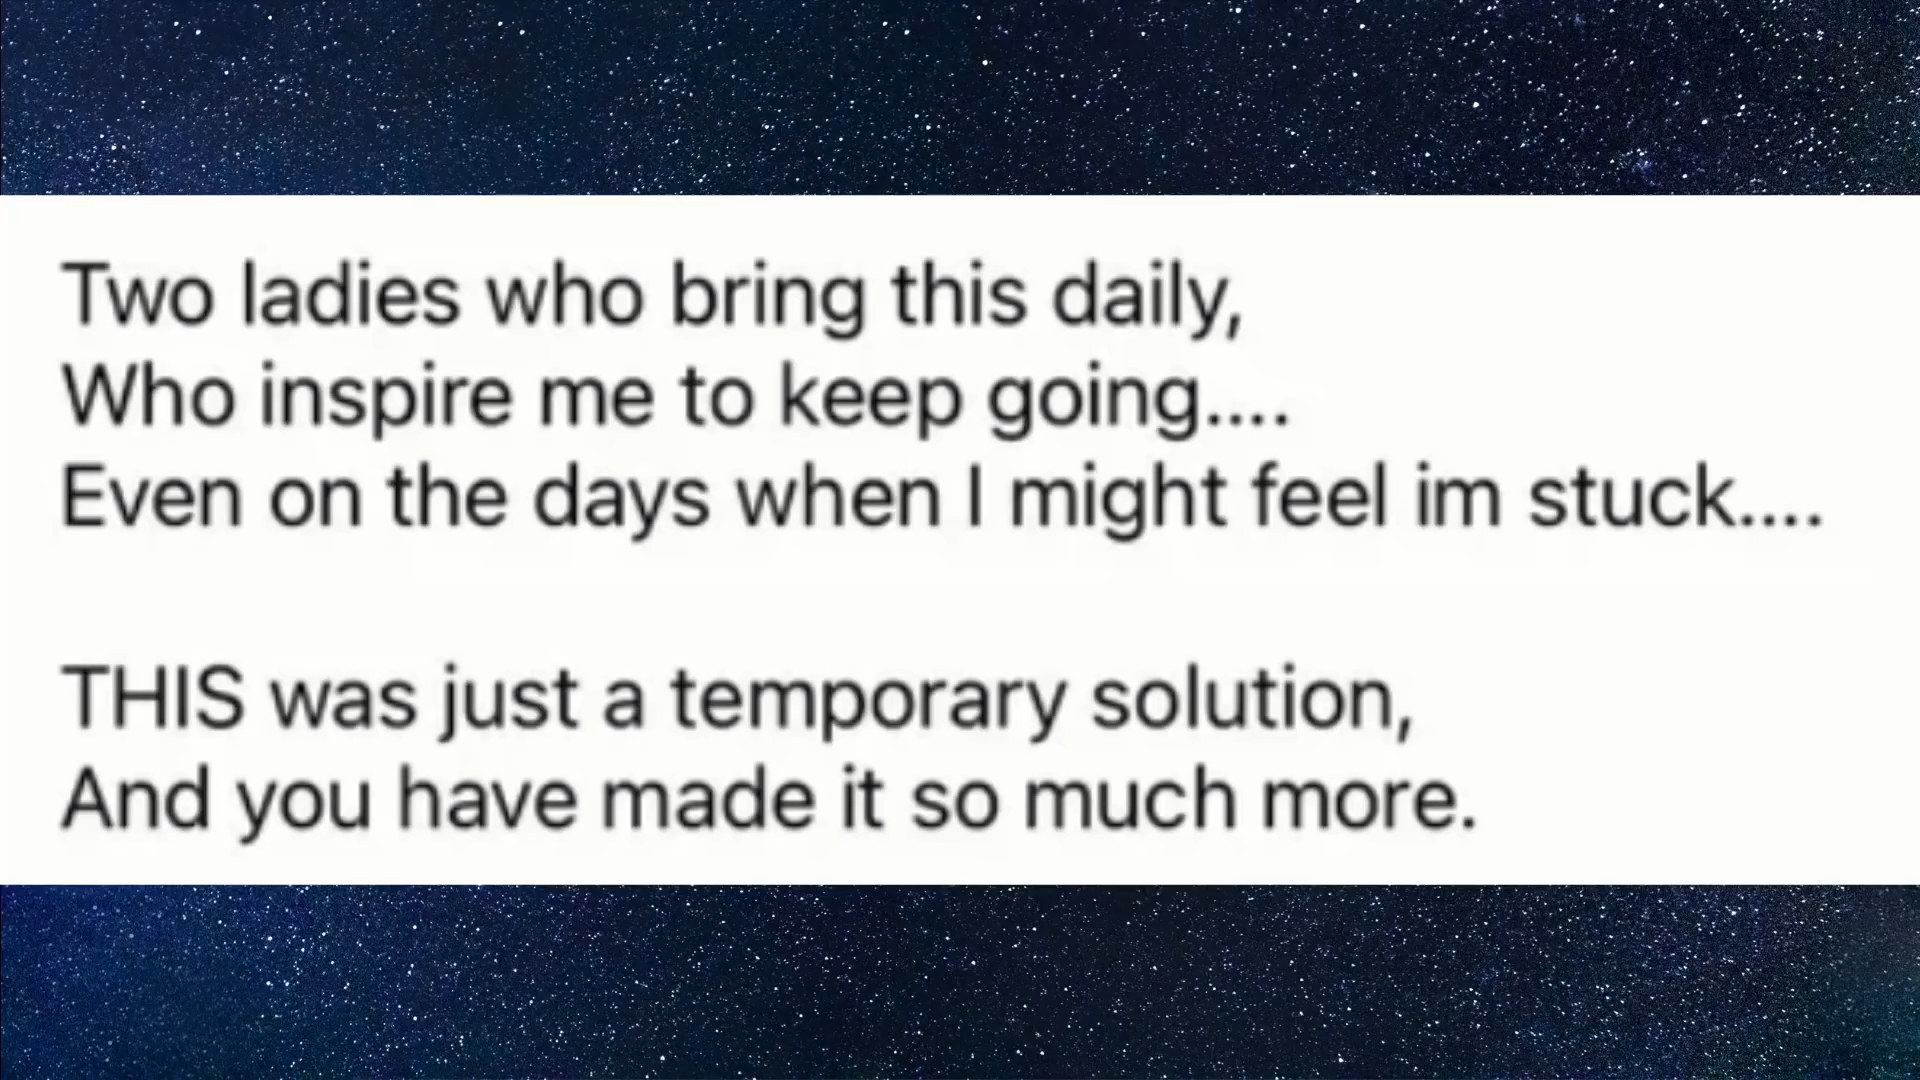 Two ladies who bring this daily,
Who inspire me to keep going....
Even on the days when I might feel im stuck....
THIS was just a temporary solution,
And you have made it so much more.